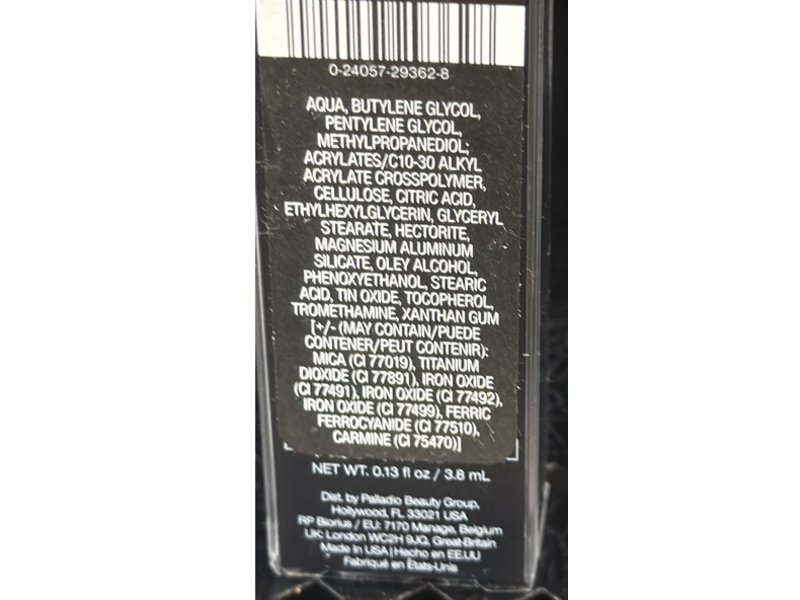 0-24057-29362-8
AQUA, BUTYLENE GLYCOL,
PENTYLENE GLYCOL,
METHYLPROPANEDIOL;
ACRYLATES/C10-30 ALKYL
ACRYLATE CROSSPOLYMER,
CELLULOSE, CITRIC ACID,
ETHYLHEXYLGLYCERIN, GLYCERYL
STEARATE, HECTORITE,
MAGNESIUM ALUMINUM
SILICATE, OLEY ALCOHOL,
PHENOXYETHANOL, STEARIC
ACID, TIN OXIDE, TOCOPHEROL,
TROMETHAMINE, XANTHAN GUM
[+/- (MAY CONTAIN/PUEDE
CONTENER/PEUT CONTENIR):
MICA (CI 77019), TITANIUM
DIOXIDE (CI 77891), IRON OXIDE
(CI 77491), IRON OXIDE (CI 77492),
IRON OXIDE (CI 77499), FERRIC
FERROCYANIDE (CI 77510),
CARMINE (CI 75470)]
NET WT. 0.13 fl oz / 3.8 mL
Dist. by Palladio Beauty Group,
Hollywood, FL 33021 USA
RP Biorius / EU: 7170 Manage, Belgium
UK: London WC2H 9JQ, Great-Britain
Made in USA | Hecho en EE.UU
Fabriqué en États-Unis